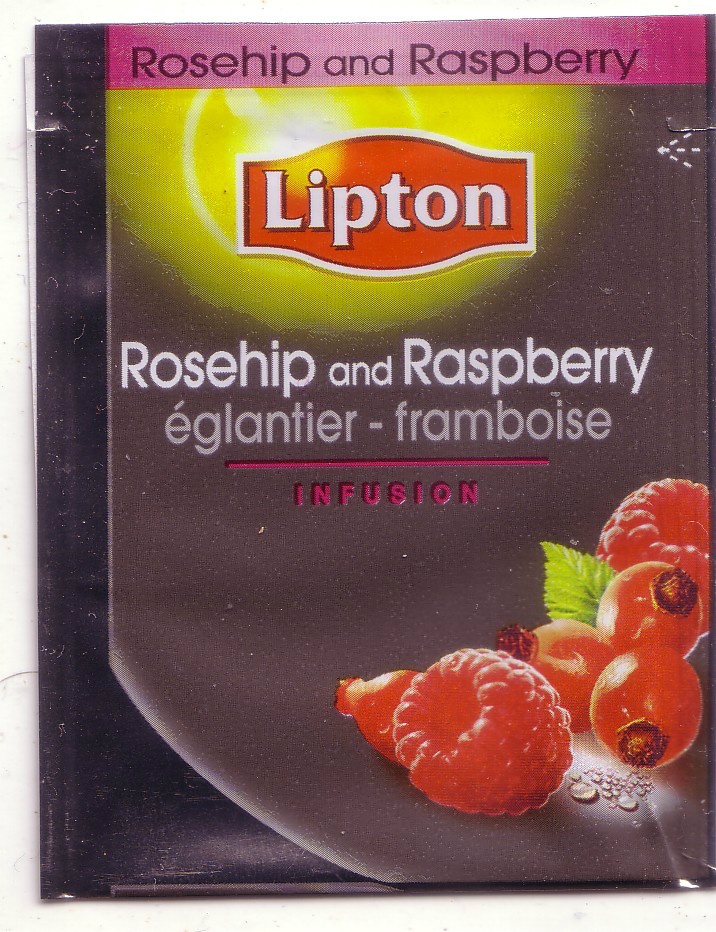 Rosehip and Raspberry
Lipton
Rosehip and Raspberry
églantier - framboise
INFUSION